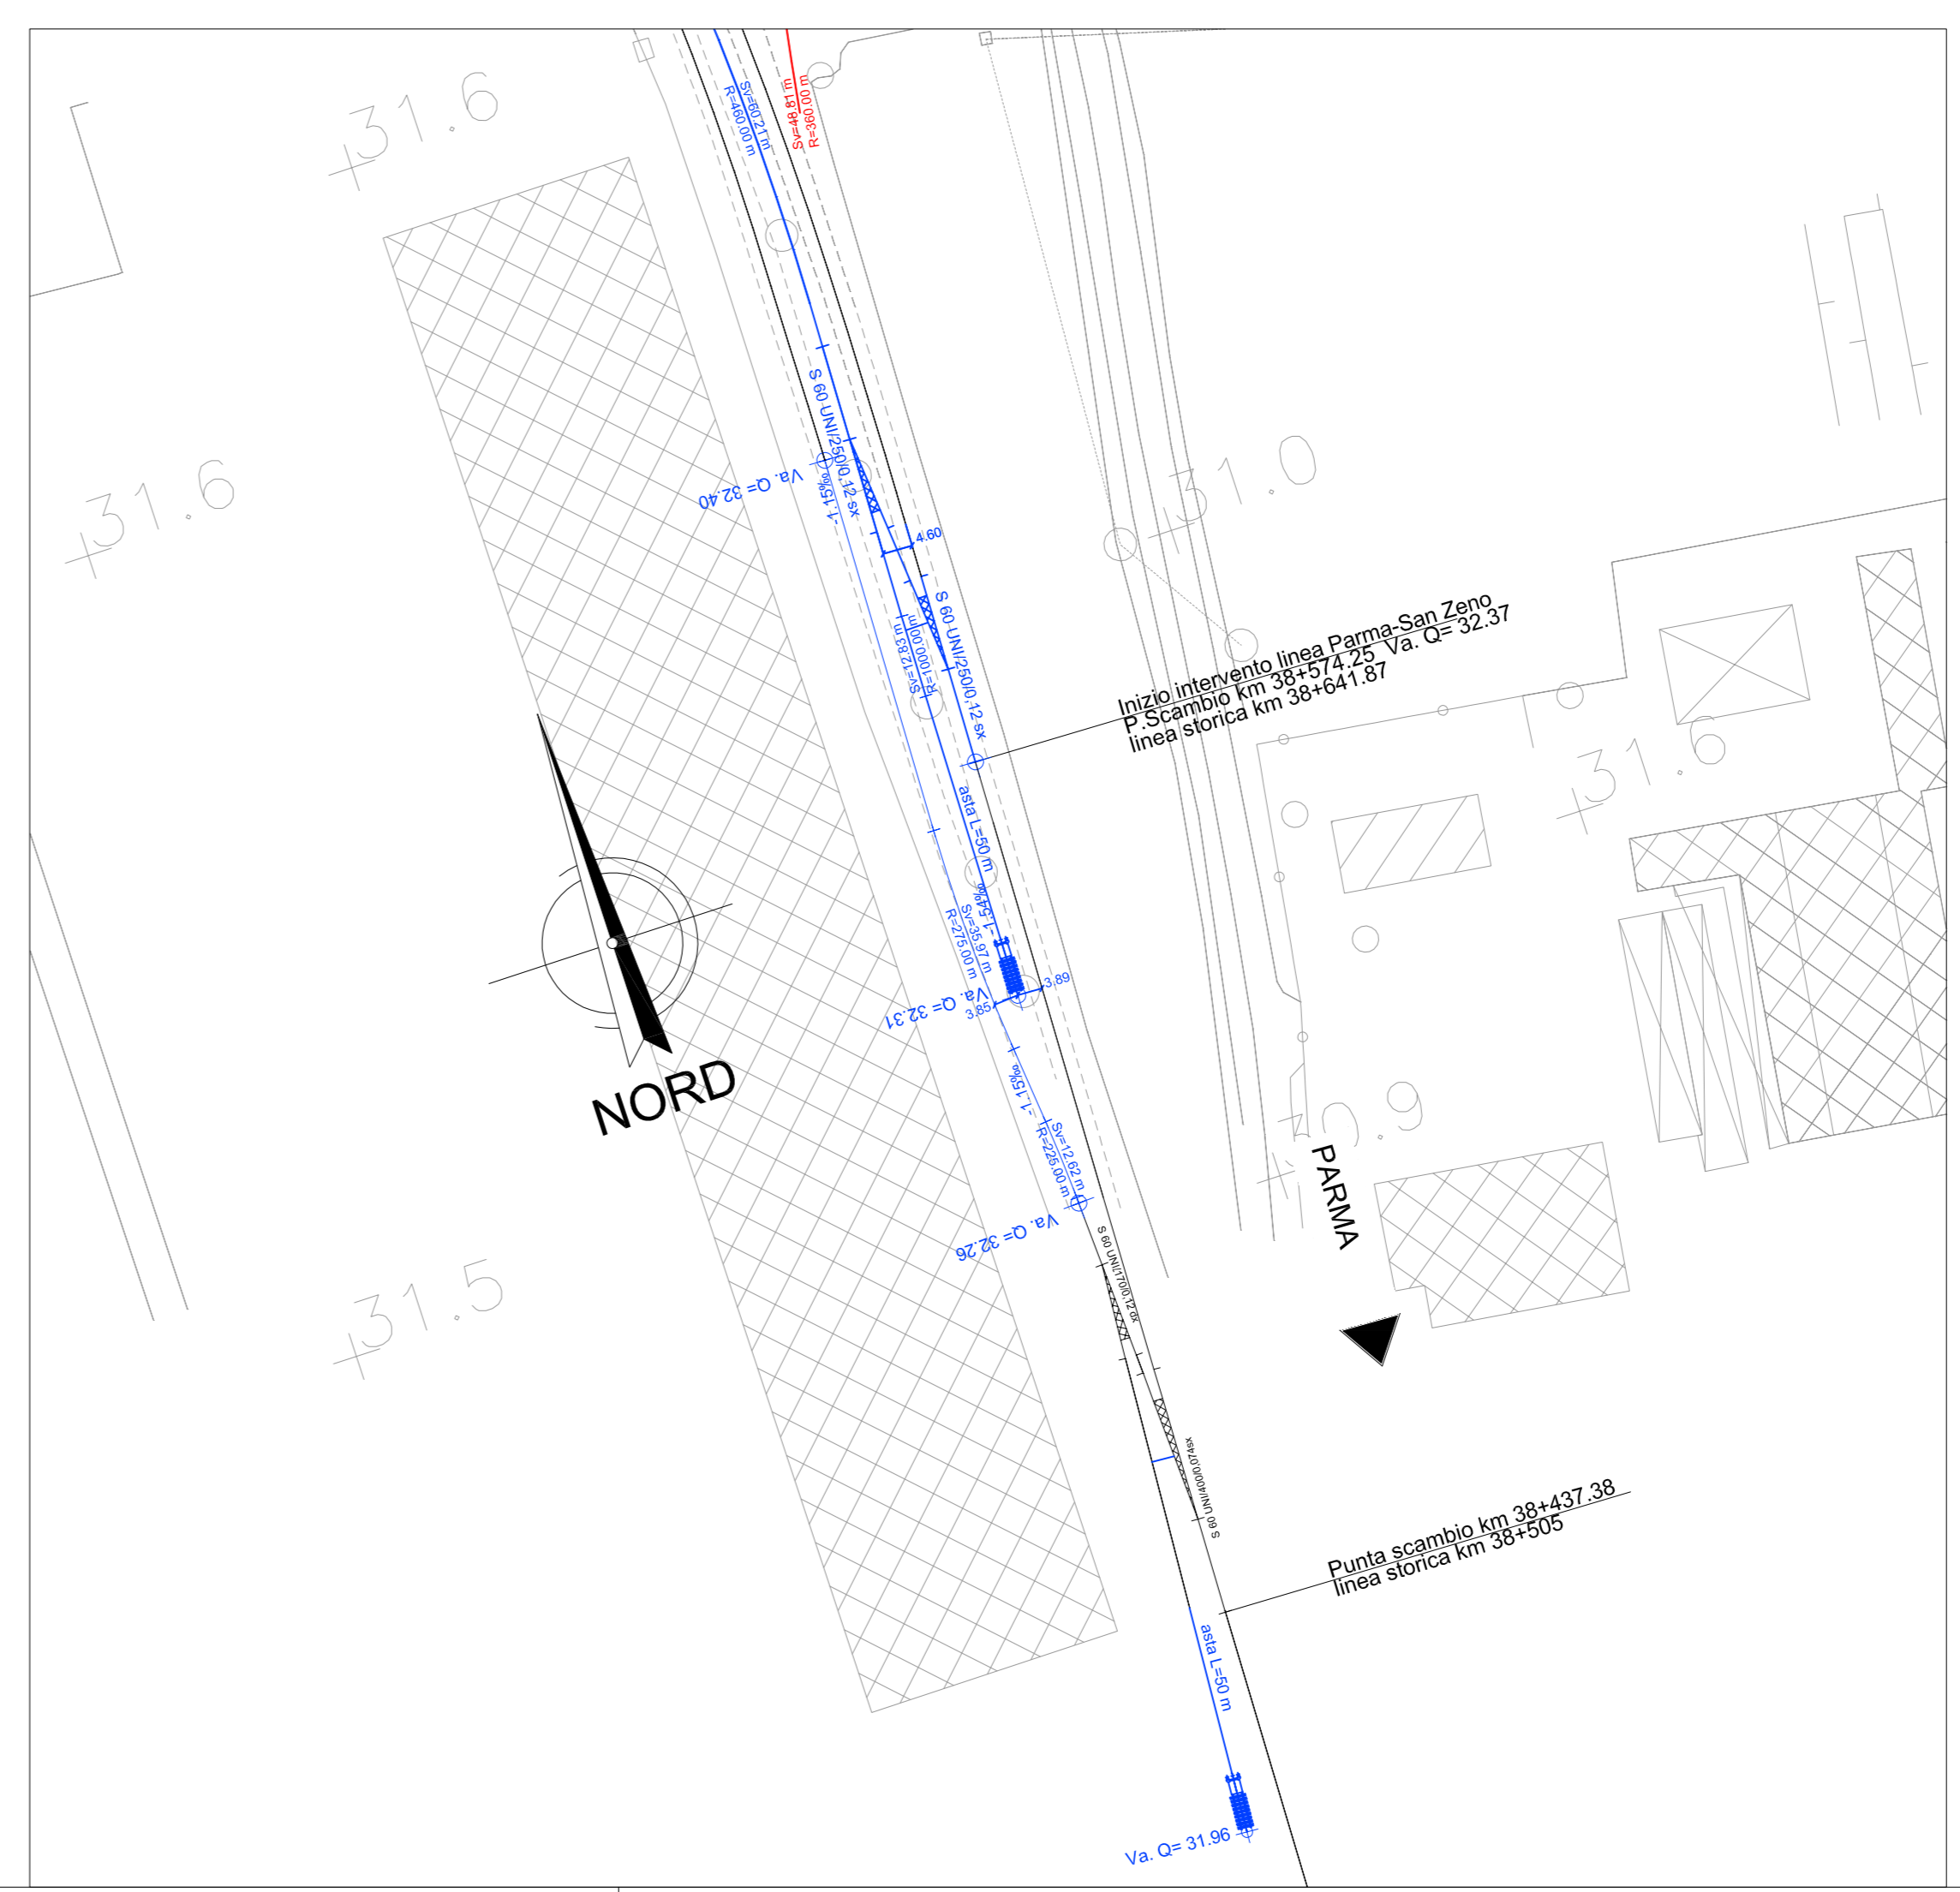 31.6
Sv=60.21 m
R=460.00 m
Sv=48.81 m
R=360.00 m
31.6
31.0
S 60 UNI/250/0,12 sx
Va. Q= 32.40
-1.15‰
4.60
S 60 UNI/250/0,12 sx
Sv=12.83 m
R=1000.00 m
Inizio intervento linea Parma-San Zeno
P.Scambio km 38+574.25 Va. Q= 32.37
linea storica km 38+641.87
31.6
asta L=50 m
-1.54‰
Sv=35.97 m
R=275.00 m
Va. Q= 32.31
3.85
3.89
NORD
-1.15‰
Sv=12.62 m
R=225.00 m
30.9
PARMA
Va. Q= 32.26
S 60 UNI/170/0,12 dx
31.5
S 60 UNI/400/0,074sx
Punta scambio km 38+437.38
linea storica km 38+505
asta L=50 m
Va. Q= 31.96